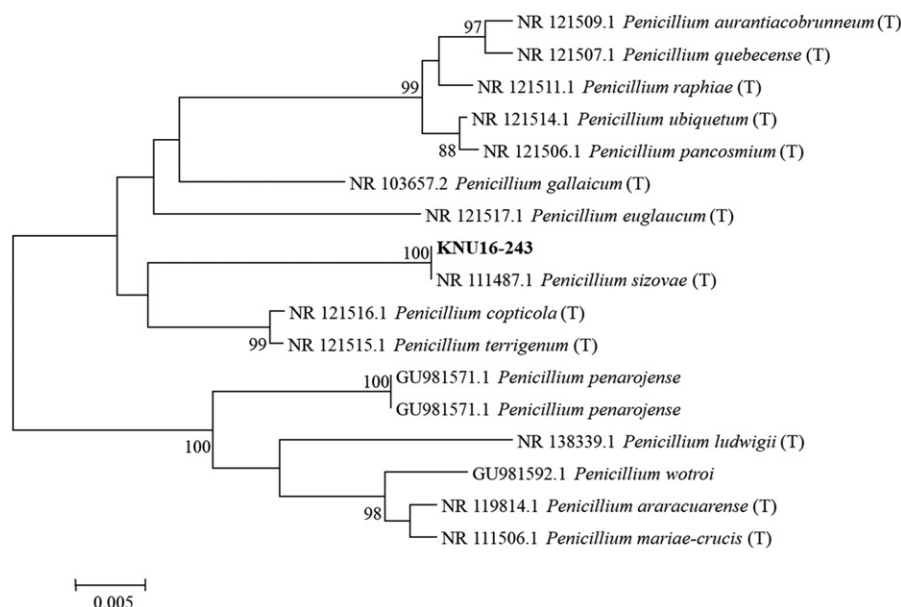 NR 121509.1 Penicillium aurantiacobrunneum (T)
97
NR 121507.1 Penicillium quebecense (T)
NR 121511.1 Penicillium raphiae (T)
99
NR 121514.1 Penicillium ubiquetum (T)
88
NR 121506.1 Penicillium pancosmium (T)
NR 103657.2 Penicillium gallaicum (T)
NR 121517.1 Penicillium euglaucum (T)
100
KNU16-243
NR 111487.1 Penicillium sizovae (T)
NR 121516.1 Penicillium copticola (T)
99
NR 121515.1 Penicillium terrigenum (T)
100
GU981571.1 Penicillium penarojense
GU981571.1 Penicillium penarojense
100
NR 138339.1 Penicillium ludwigii (T)
GU981592.1 Penicillium wotroi
98
NR 119814.1 Penicillium araracuarense (T)
NR 111506.1 Penicillium mariae-crucis (T)
0.005